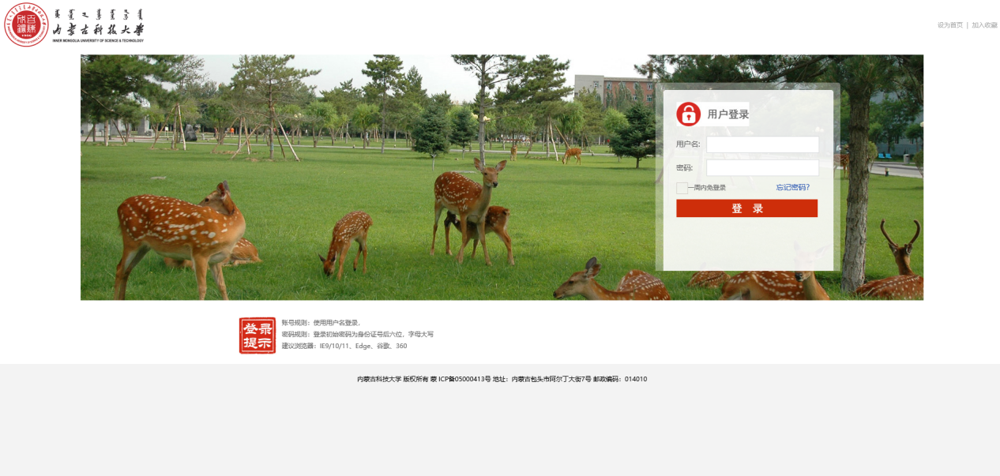 内蒙古科技大学
INNER MONGOLIA UNIVERSITY OF SCIENCE & TECHNOLOGY
1956
设为首页 | 加入收藏
用户登录
用户名:
密码:
一周内免登录 忘记密码?
登 录
登录
提示
账号规则：使用用户名登录。
密码规则：登录初始密码为身份证号后六位，字母大写
建议浏览器：IE9/10/11、Edge、谷歌、360
内蒙古科技大学 版权所有 蒙 ICP备05000413号 地址：内蒙古包头市阿尔丁大街7号 邮政编码：014010